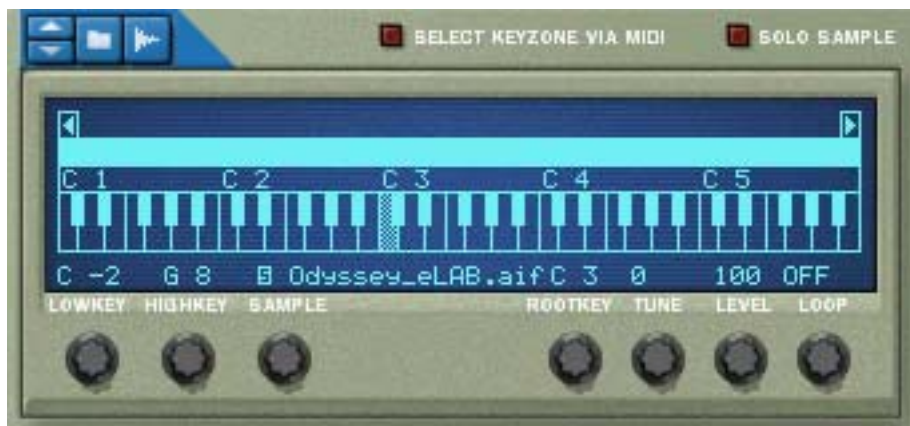 SELECT KEYZONE VIA MIDI SOLO SAMPLE
C 1 C 2 C 3 C 4 C 5
C -2 G 8 S Odyssey_eLAB.aif C 3 0 100 OFF
LOWKEY HIGHKEY SAMPLE ROOTKEY TUNE LEVEL LOOP